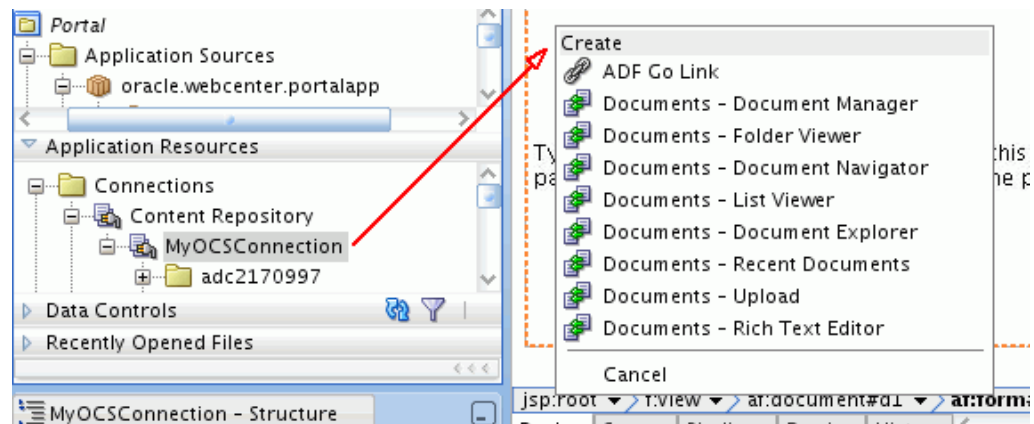 Portal
Application Sources
oracle.webcenter.portalapp
Application Resources
Connections
Content Repository
MyOCSConnection
adc2170997
Data Controls
Recently Opened Files
MyOCSConnection - Structure
Create
ADF Go Link
Documents - Document Manager
Documents - Folder Viewer
Documents - Document Navigator
Documents - List Viewer
Documents - Document Explorer
Documents - Recent Documents
Documents - Upload
Documents - Rich Text Editor
Cancel
this
jsp:root f:view af:document#d1 af:form#